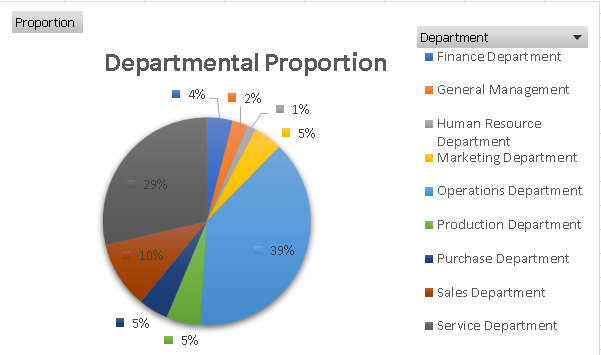 Proportion
Departmental Proportion
4%
2%
1%
5%
39%
5%
5%
10%
29%
Department
Finance Department
General Management
Human Resource
Department
Marketing Department
Operations Department
Production Department
Purchase Department
Sales Department
Service Department